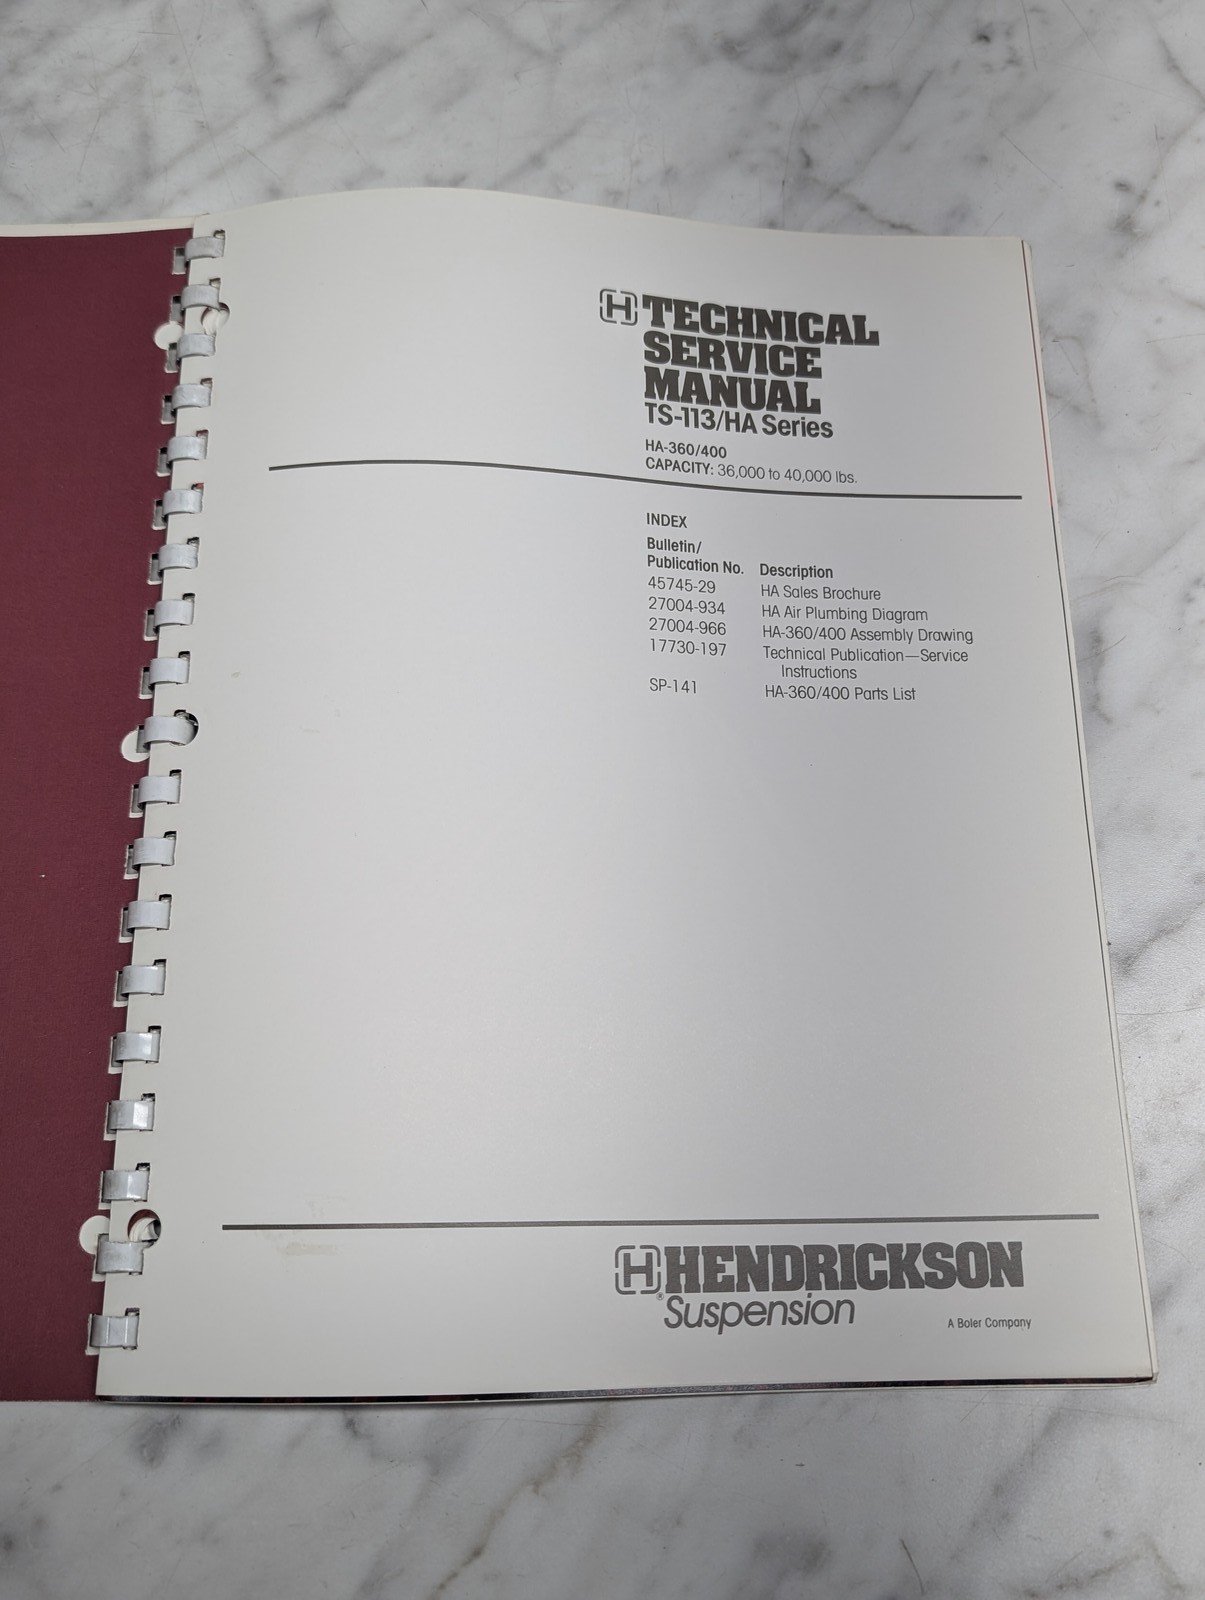 H TECHNICAL
SERVICE
MANUAL
TS-113/HA Series
HA-360/400
CAPACITY: 36,000 to 40,000 lbs.
INDEX
Bulletin/
Publication No. Description
45745-29 HA Sales Brochure
27004-934 HA Air Plumbing Diagram
27004-966 HA-360/400 Assembly Drawing
17730-197 Technical Publication—Service
Instructions
SP-141 HA-360/400 Parts List
H HENDRICKSON
® Suspension
A Boler Company